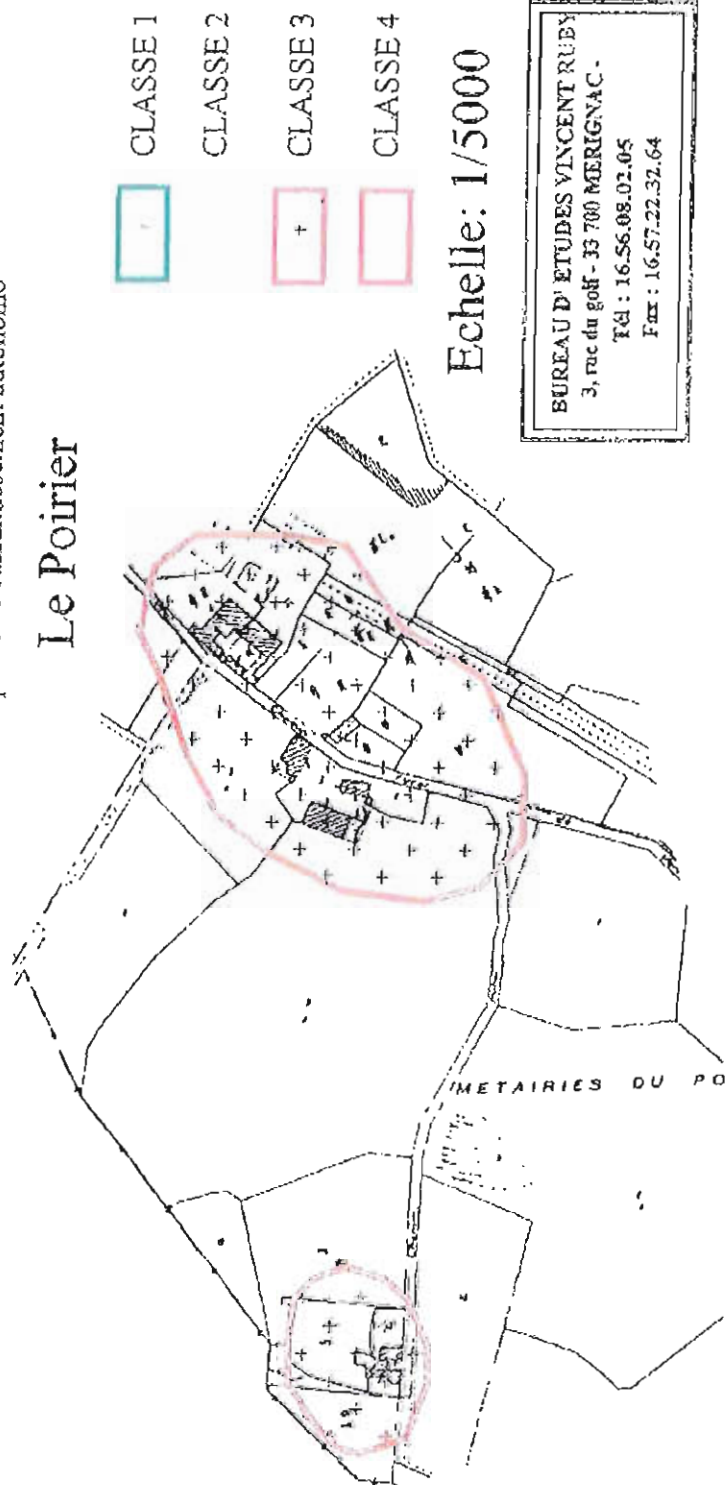 Le Poirier
CLASSE 1
CLASSE 2
CLASSE 3
CLASSE 4
Echelle: 1/5000
BUREAU D'ETUDES VINCENT RUBY
3, rue du golf - 33 700 MERIGNAC -
Tél : 16.56.08.02.05
Fax : 16.57.22.32.64
METAIRIES DU PO